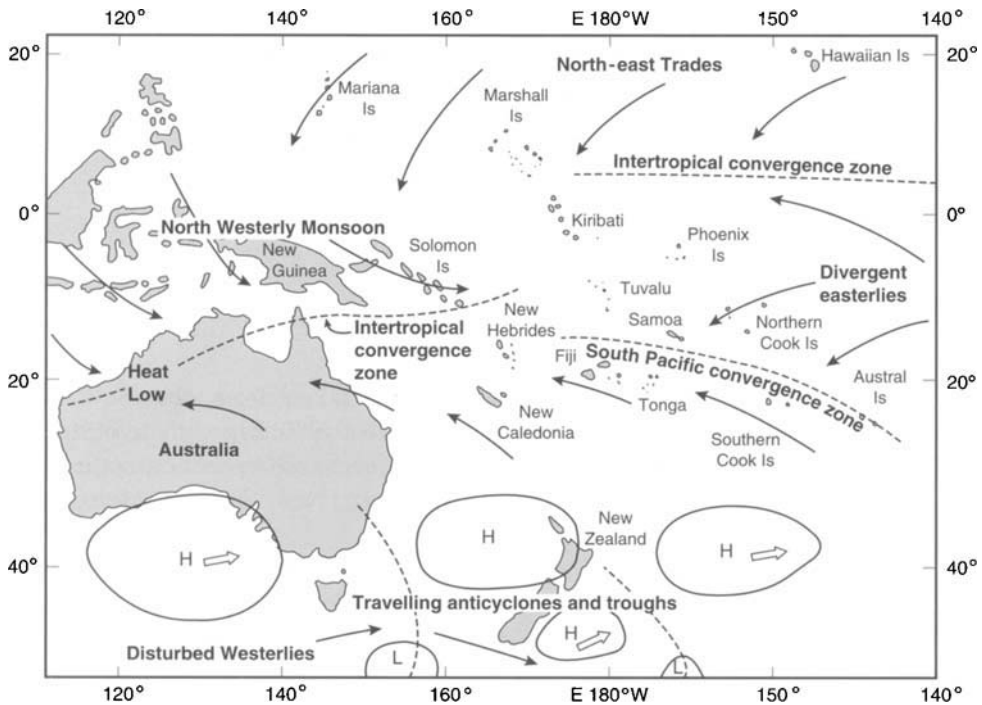 120° 140° 160° E 180°W 150° 140°
20° 20°
Hawaiian Is
North-east Trades
Mariana
Is
Marshall
Is
Intertropical convergence zone
0° 0°
North Westerly Monsoon
New
Guinea
Solomon
Is
Kiribati
Phoenix
Is
Divergent
easterlies
Tuvalu
New
Hebrides
Samoa
Northern
Cook Is
Intertropical
convergence
zone
Fiji
South Pacific convergence zone
Heat
Low
20° 20°
Austral
Is
Tonga
New
Caledonia
Southern
Cook Is
Australia
New
Zealand
H
H
H
40° 40°
Travelling anticyclones and troughs
H
Disturbed Westerlies
L
L
120° 140° 160° E 180°W 150° 140°